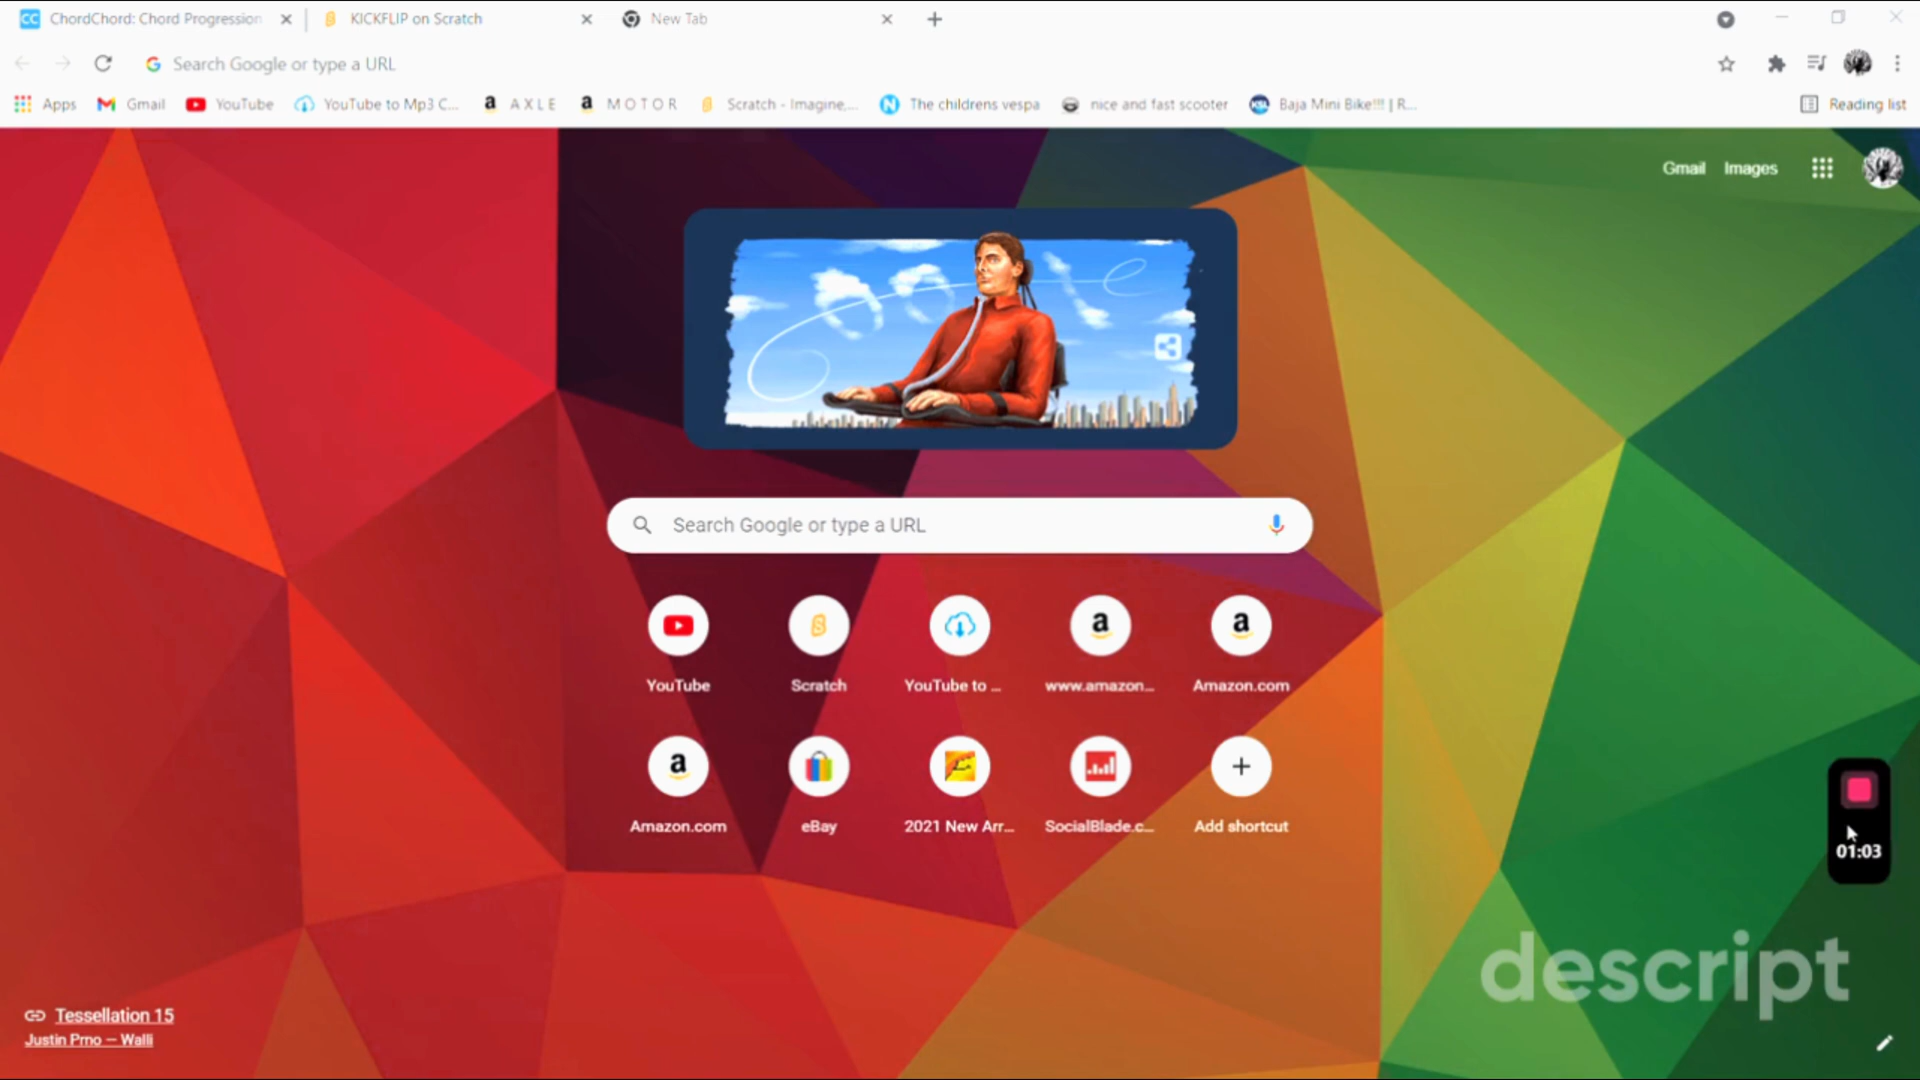 ChordChord: Chord Progression
KICKFLIP on Scratch
New Tab
Search Google or type a URL
Apps
Gmail
YouTube
YouTube to Mp3 C...
A X L E
M O T O R
Scratch - Imagine,...
The childrens vespa
nice and fast scooter
Baja Mini Bike!!! | R...
Reading list
Gmail
Images
Search Google or type a URL
YouTube
Scratch
YouTube to ...
www.amazon...
Amazon.com
Amazon.com
eBay
2021 New Arr...
SocialBlade.c...
Add shortcut
01:03
descript
Tessellation 15
Justin Prno — Walli